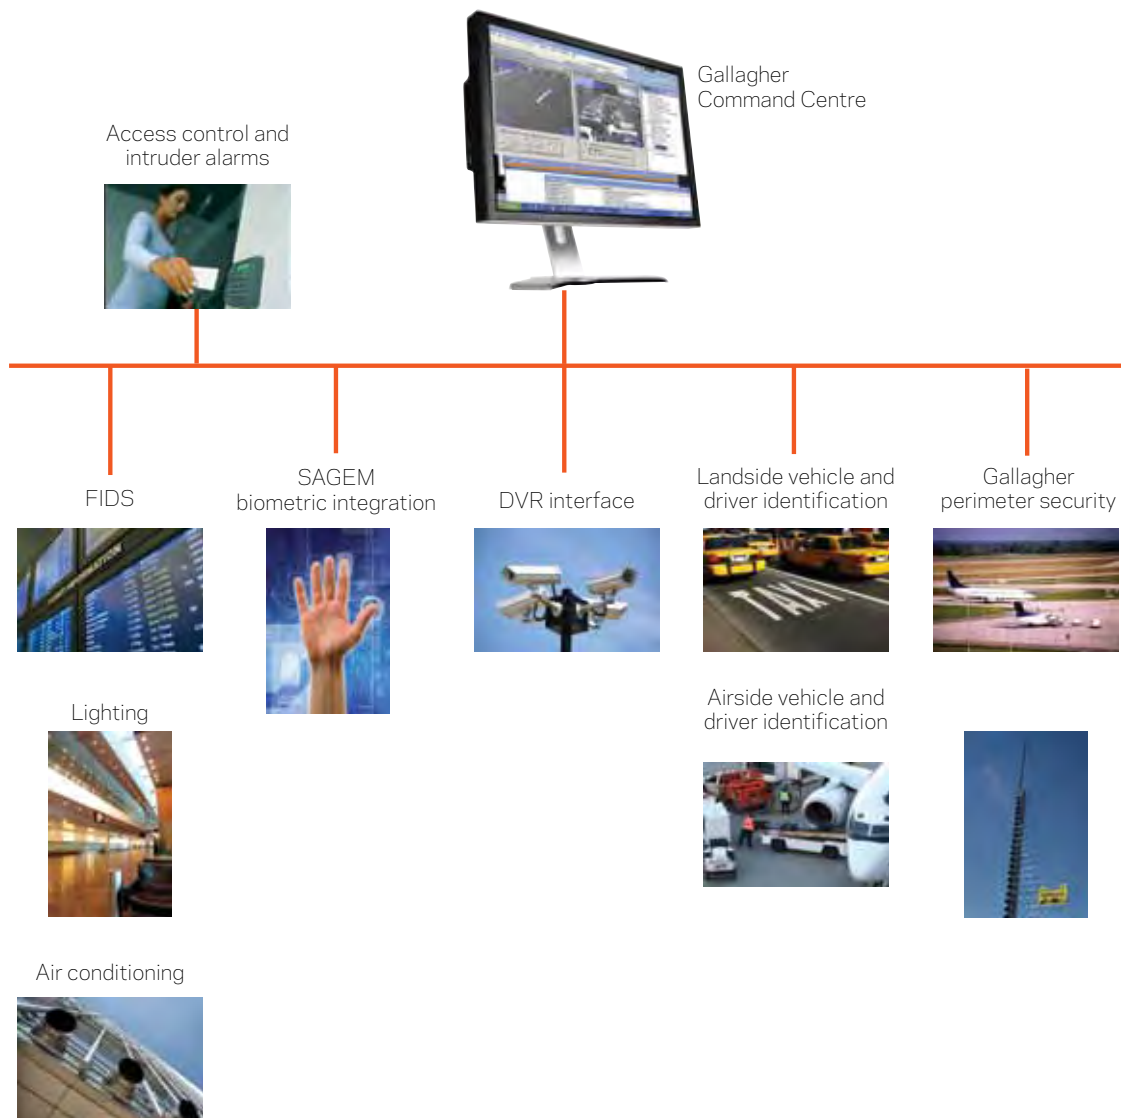 Gallagher
Command Centre
Access control and
intruder alarms
FIDS
SAGEM
biometric integration
DVR interface
Landside vehicle and
driver identification
Gallagher
perimeter security
TAXI
Lighting
Airside vehicle and
driver identification
Air conditioning